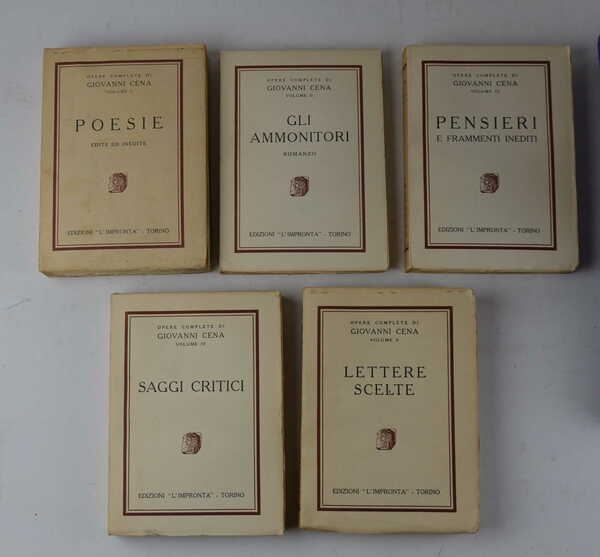 OPERE COMPLETE DI
GIOVANNI CENA
VOLUME I
POESIE
EDITE ED INEDITE
EDIZIONI "L'IMPRONTA" - TORINO
OPERE COMPLETE DI
GIOVANNI CENA
VOLUME II
GLI
AMMONITORI
ROMANZO
EDIZIONI "L'IMPRONTA" - TORINO
OPERE COMPLETE DI
GIOVANNI CENA
VOLUME III
PENSIERI
E FRAMMENTI INEDITI
EDIZIONI "L'IMPRONTA" - TORINO
OPERE COMPLETE DI
GIOVANNI CENA
VOLUME IV
SAGGI CRITICI
EDIZIONI "L'IMPRONTA" - TORINO
OPERE COMPLETE DI
GIOVANNI CENA
VOLUME V
LETTERE
SCELTE
EDIZIONI "L'IMPRONTA" - TORINO